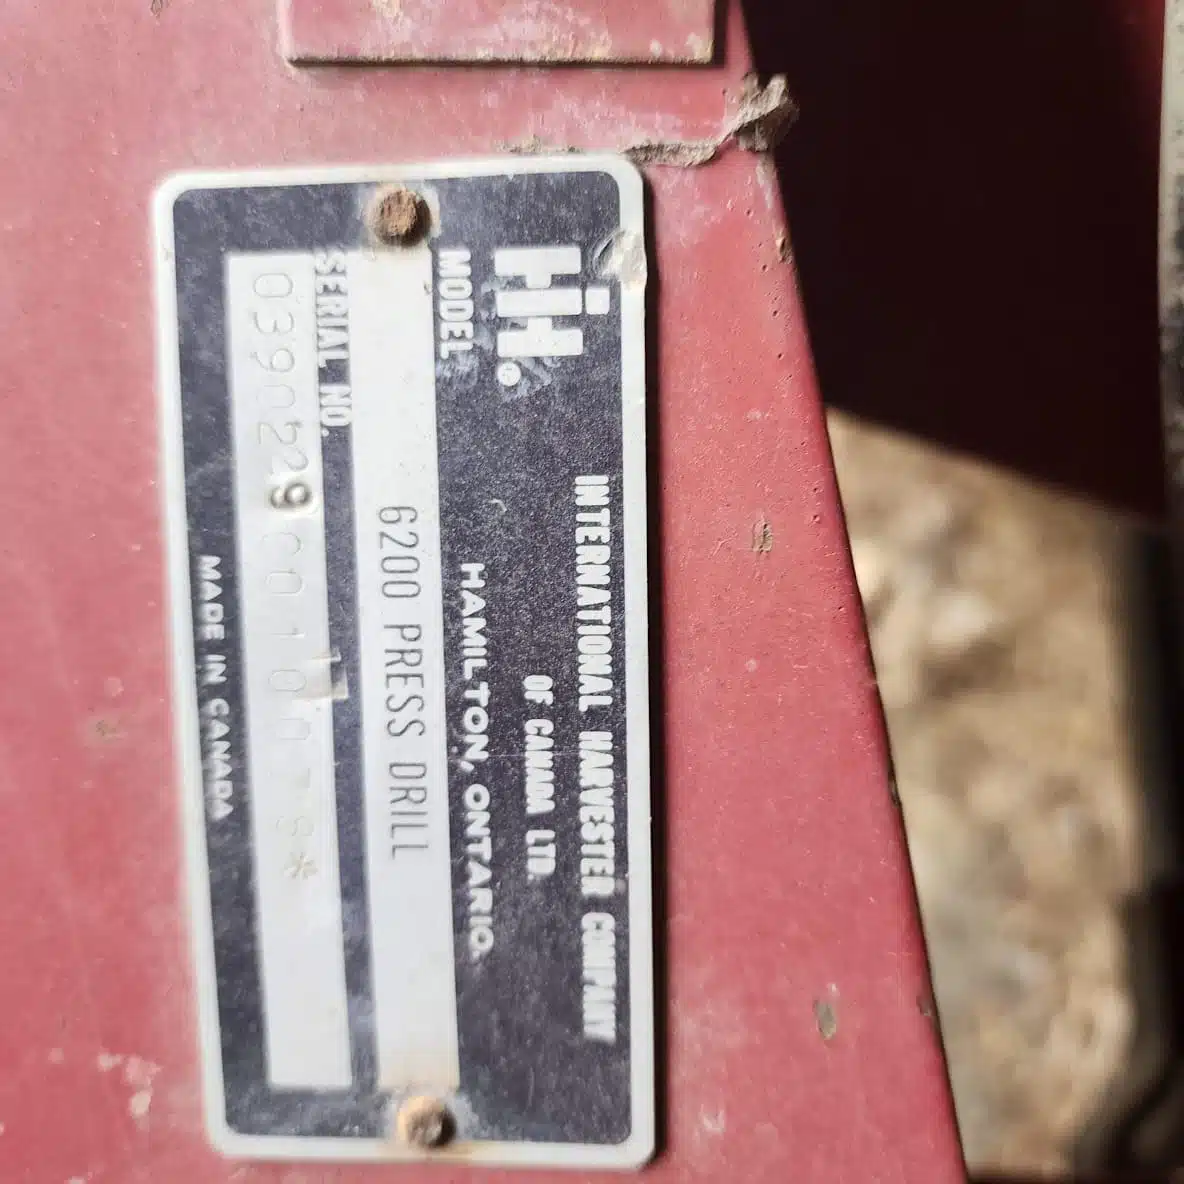 IH®
INTERNATIONAL HARVESTER COMPANY
OF CANADA LTD.
HAMILTON, ONTARIO.
MODEL
6200 PRESS DRILL
SERIAL NO.
MADE IN CANADA